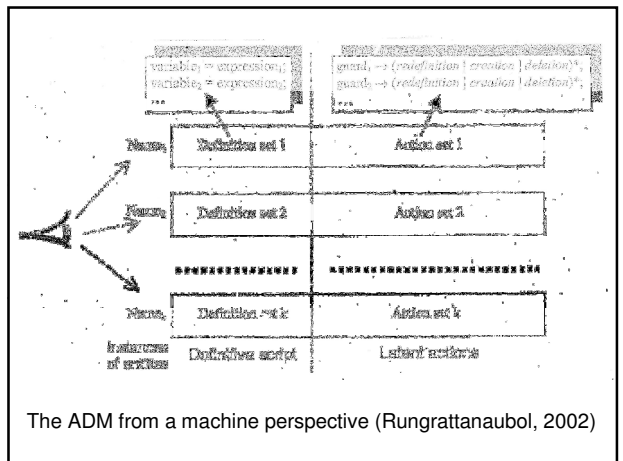 variable₁ = expression₁;
variable₂ = expression₂;
...
guard₁ → (redefinition | creation | deletion)*;
guard₂ → (redefinition | creation | deletion)*;
...
Name₁ Definition set 1 Action set 1
Name₂ Definition set 2 Action set 2
Nameₖ Definition set k Action set k
Instances of entities Definitive script Latent actions
The ADM from a machine perspective (Rungrattanaubol, 2002)